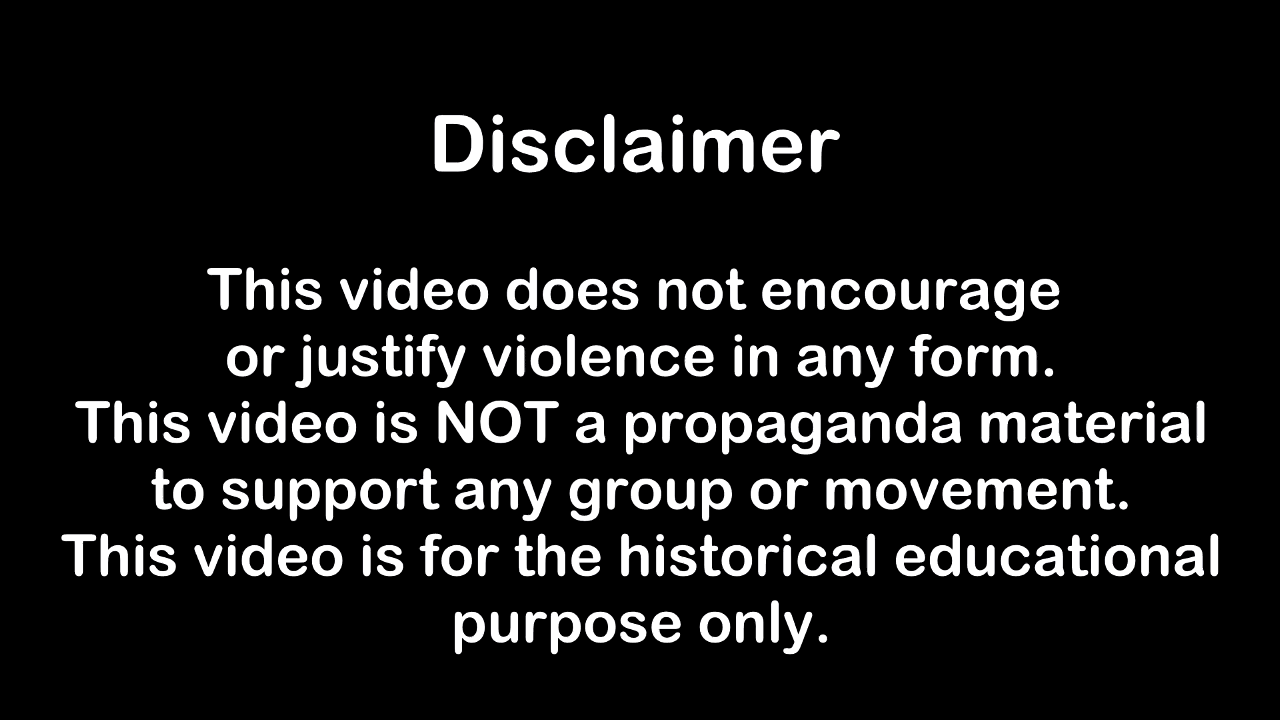 Disclaimer
This video does not encourage
or justify violence in any form.
This video is NOT a propaganda material
to support any group or movement.
This video is for the historical educational
purpose only.